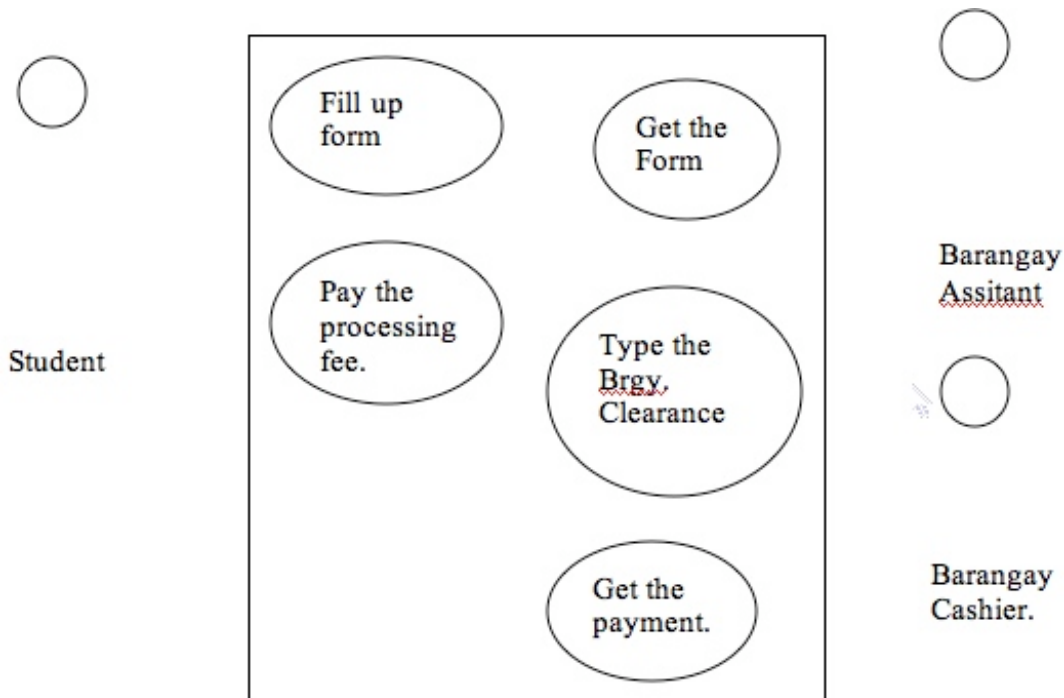 Fill up
form
Get the
Form
Pay the
processing
fee.
Type the
Brgy.
Clearance
Get the
payment.
Student
Barangay
Assitant
Barangay
Cashier.